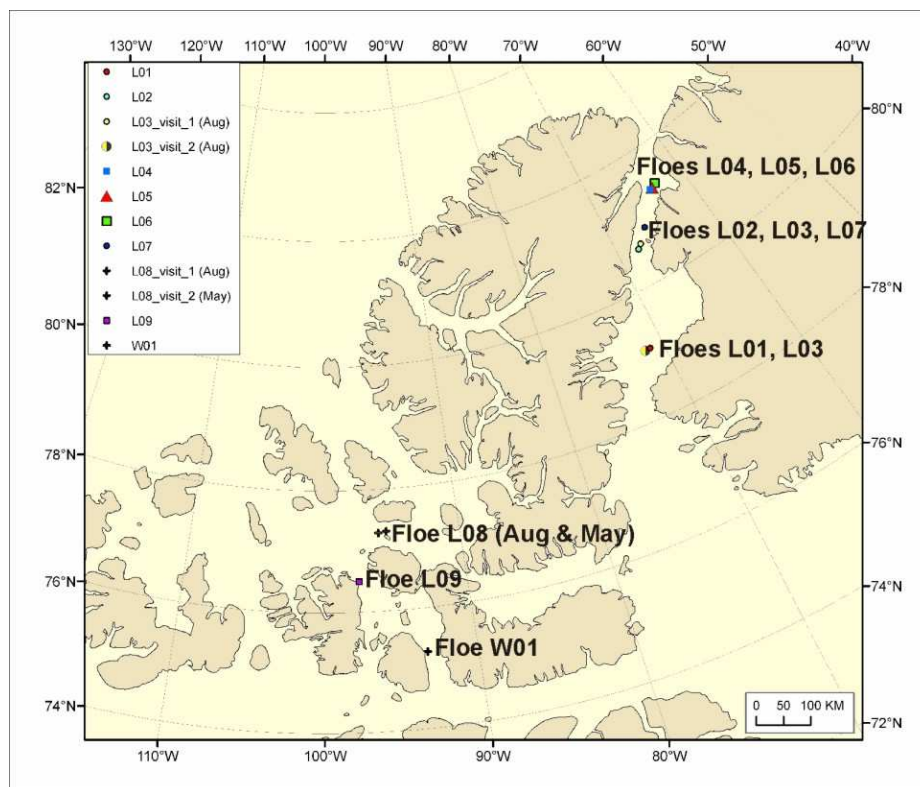 130°W 120°W 110°W 100°W 90°W 80°W 70°W 60°W 50°W 40°W
L01
L02
L03_visit_1 (Aug)
L03_visit_2 (Aug)
L04
L05
L06
L07
L08_visit_1 (Aug)
L08_visit_2 (May)
L09
W01
82°N
80°N
78°N
76°N
74°N
80°N
78°N
76°N
74°N
72°N
Floes L04, L05, L06
Floes L02, L03, L07
Floes L01, L03
Floe L08 (Aug & May)
Floe L09
Floe W01
0 50 100 KM
110°W 100°W 90°W 80°W